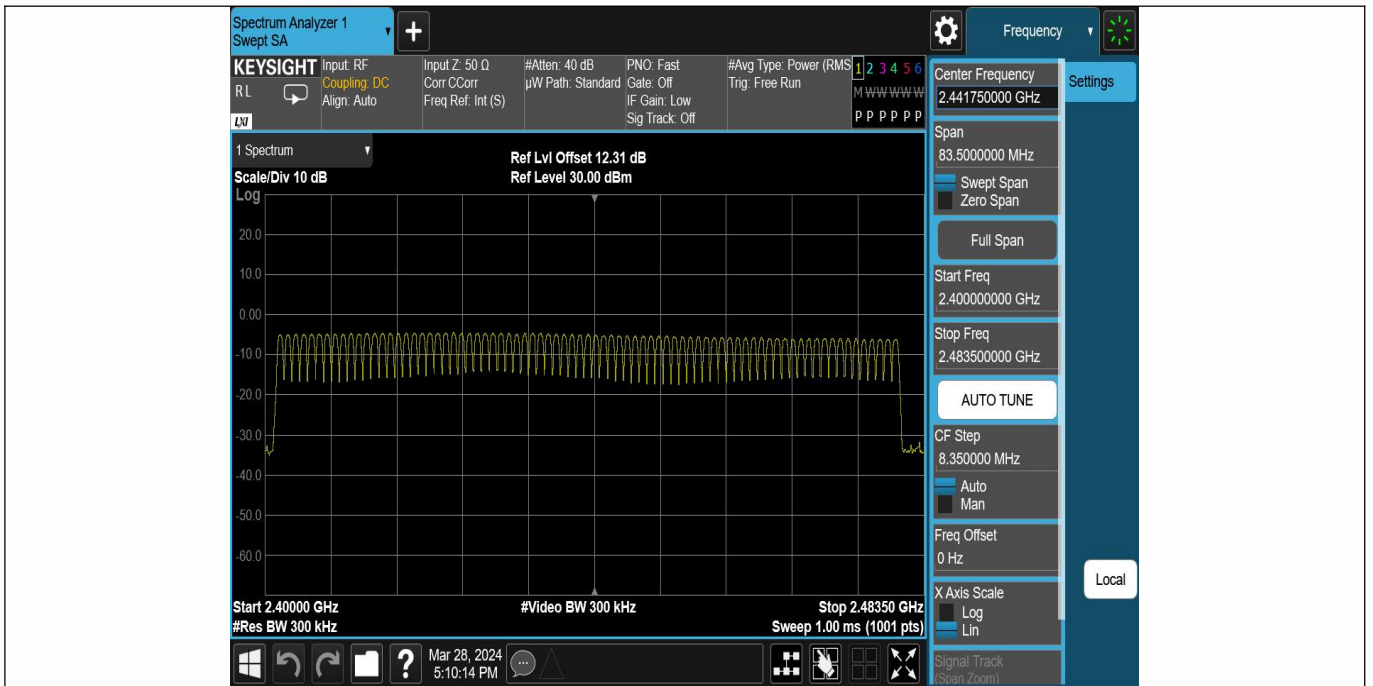 Spectrum Analyzer 1
Swept SA
+
Frequency
KEYSIGHT
RL
LXI
Input: RF
Coupling: DC
Align: Auto
Input Z: 50 Ω
Corr CCorr
Freq Ref: Int (S)
#Atten: 40 dB
µW Path: Standard
PNO: Fast
Gate: Off
IF Gain: Low
Sig Track: Off
#Avg Type: Power (RMS
Trig: Free Run
1 2 3 4 5 6
M W W W W W
P P P P P P
Center Frequency
2.441750000 GHz
Settings
Span
83.5000000 MHz
Swept Span
Zero Span
Full Span
Start Freq
2.400000000 GHz
Stop Freq
2.483500000 GHz
AUTO TUNE
CF Step
8.350000 MHz
Auto
Man
Freq Offset
0 Hz
X Axis Scale
Log
Lin
Signal Track
(Span Zoom)
Local
1 Spectrum
Scale/Div 10 dB
Ref Lvl Offset 12.31 dB
Ref Level 30.00 dBm
Log
20.0
10.0
0.00
-10.0
-20.0
-30.0
-40.0
-50.0
-60.0
Start 2.40000 GHz
#Res BW 300 kHz
#Video BW 300 kHz
Stop 2.48350 GHz
Sweep 1.00 ms (1001 pts)
?
Mar 28, 2024
5:10:14 PM